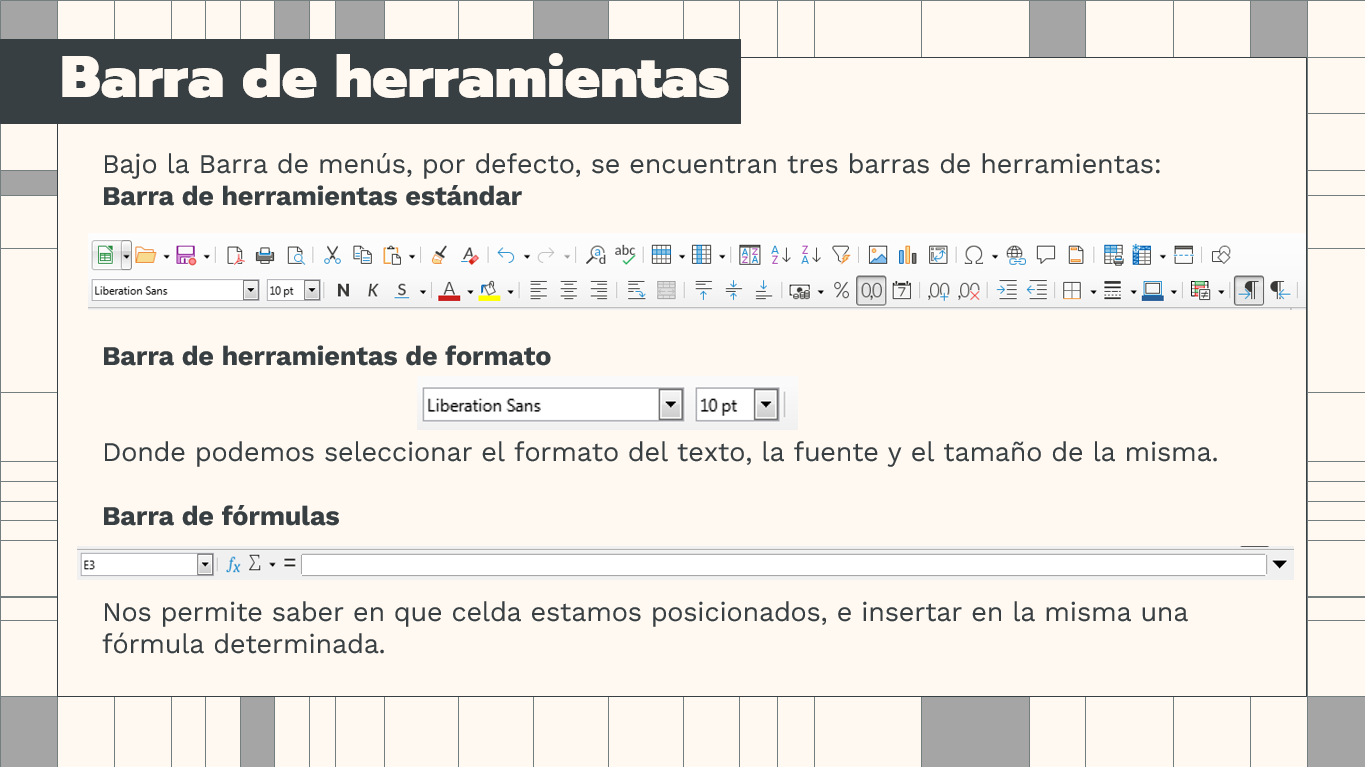 Barra de herramientas
Bajo la Barra de menús, por defecto, se encuentran tres barras de herramientas:
Barra de herramientas estándar
abc
Liberation Sans 10 pt N K S A % 0,0 7 ,00 ,00
Barra de herramientas de formato
Liberation Sans 10 pt
Donde podemos seleccionar el formato del texto, la fuente y el tamaño de la misma.
Barra de fórmulas
E3 fx Σ =
Nos permite saber en que celda estamos posicionados, e insertar en la misma una
fórmula determinada.